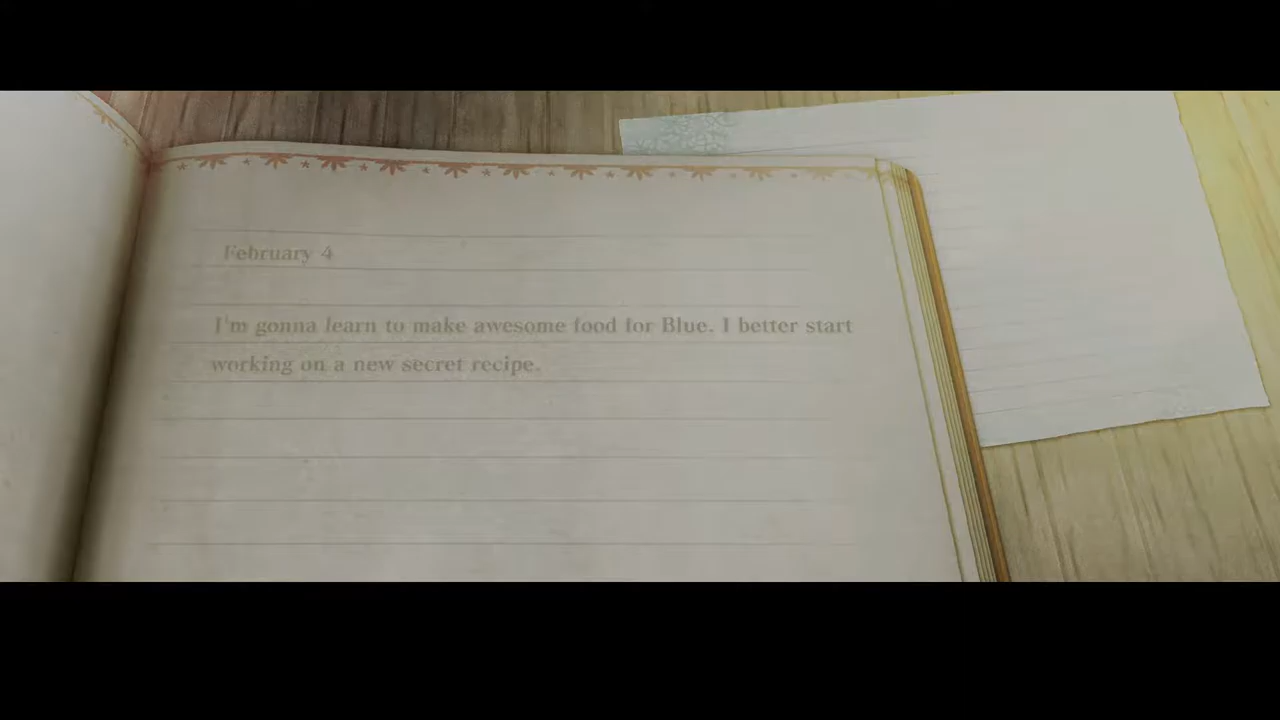 February 4
I'm gonna learn to make awesome food for Blue. I better start
working on a new secret recipe.